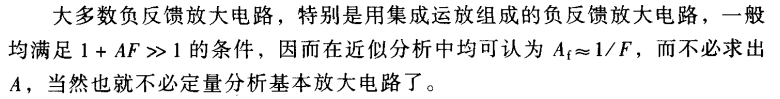 大多数负反馈放大电路，特别是用集成运放组成的负反馈放大电路，一般
均满足 1 + AF ≫ 1 的条件，因而在近似分析中均可认为 Af ≈ 1/F，而不必求出
A，当然也就不必定量分析基本放大电路了。